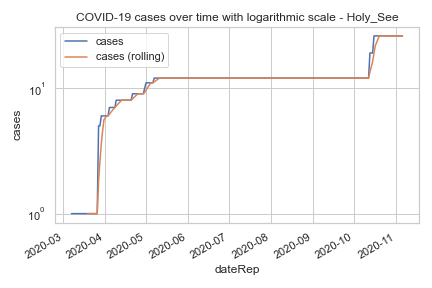 COVID-19 cases over time with logarithmic scale - Holy_See
cases
cases (rolling)
10¹
10⁰
cases
2020-03
2020-04
2020-05
2020-06
2020-07
2020-08
2020-09
2020-10
2020-11
dateRep